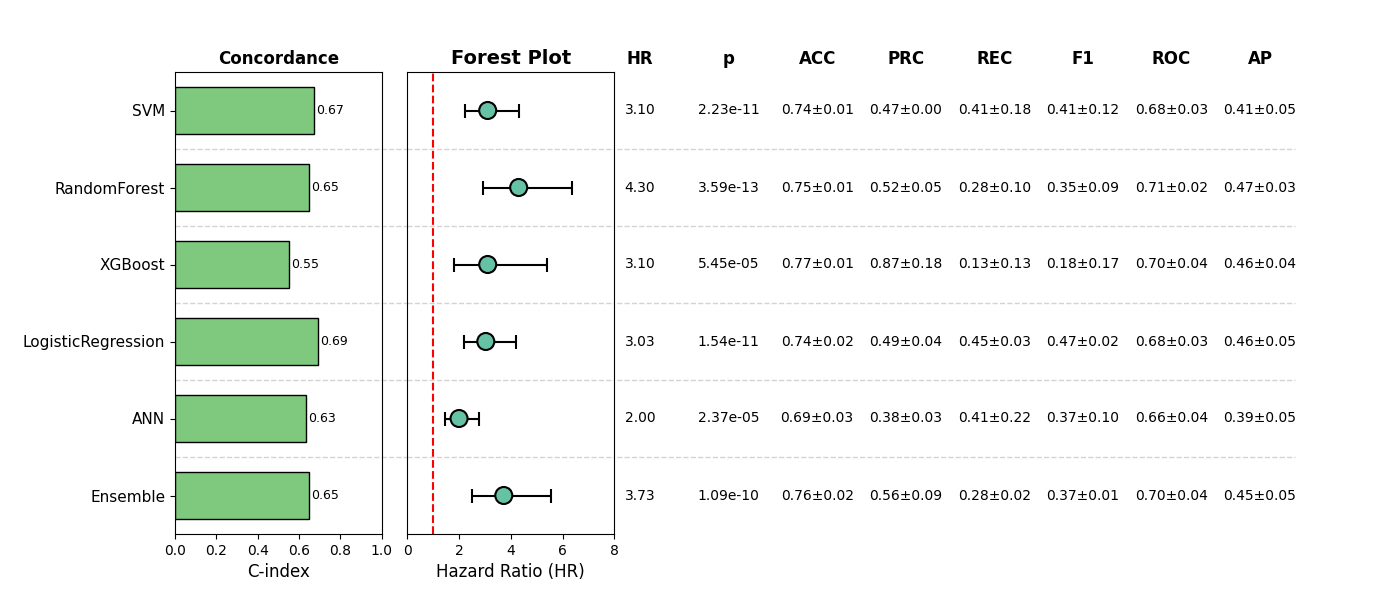 Concordance Forest Plot HR p ACC PRC REC F1 ROC AP
SVM 0.67 3.10 2.23e-11 0.74±0.01 0.47±0.00 0.41±0.18 0.41±0.12 0.68±0.03 0.41±0.05
RandomForest 0.65 4.30 3.59e-13 0.75±0.01 0.52±0.05 0.28±0.10 0.35±0.09 0.71±0.02 0.47±0.03
XGBoost 0.55 3.10 5.45e-05 0.77±0.01 0.87±0.18 0.13±0.13 0.18±0.17 0.70±0.04 0.46±0.04
LogisticRegression 0.69 3.03 1.54e-11 0.74±0.02 0.49±0.04 0.45±0.03 0.47±0.02 0.68±0.03 0.46±0.05
ANN 0.63 2.00 2.37e-05 0.69±0.03 0.38±0.03 0.41±0.22 0.37±0.10 0.66±0.04 0.39±0.05
Ensemble 0.65 3.73 1.09e-10 0.76±0.02 0.56±0.09 0.28±0.02 0.37±0.01 0.70±0.04 0.45±0.05
0.0 0.2 0.4 0.6 0.8 1.0 0 2 4 6 8
C-index Hazard Ratio (HR)